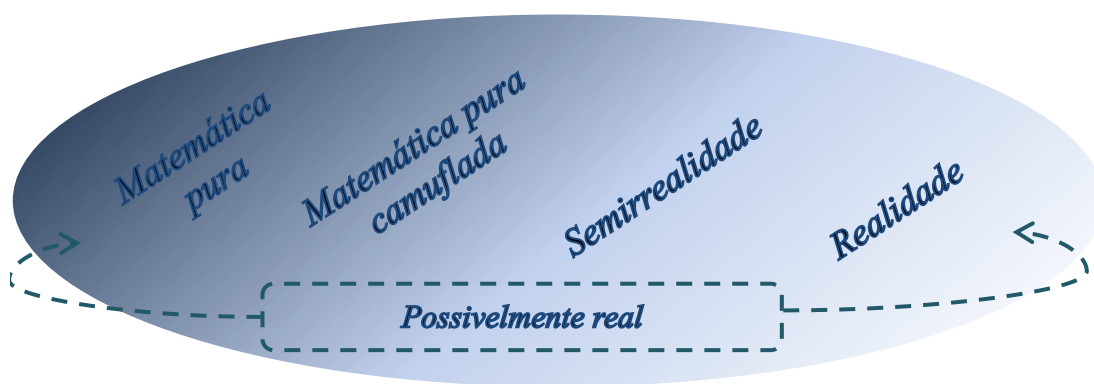 Matemática
pura
Matemática pura
camuflada
Semirrealidade
Realidade
Possivelmente real